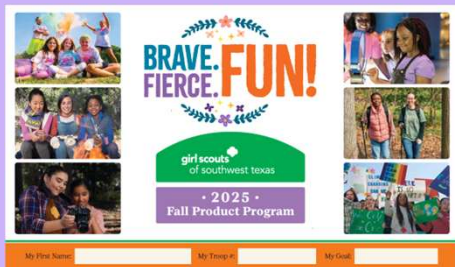 BRAVE.
FIERCE. FUN!
girl scouts
of southwest texas
· 2025 ·
Fall Product Program
My First Name:
My Troop #:
My Goal: